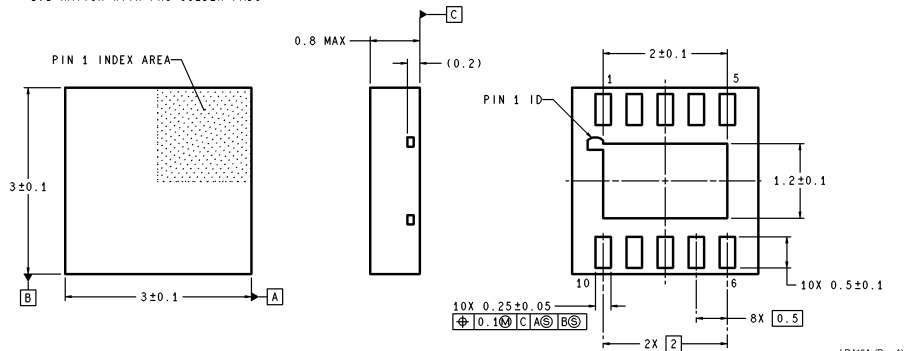 C
0.8 MAX
2±0.1
PIN 1 INDEX AREA
(0.2)
1
5
PIN 1 ID
3±0.1
1.2±0.1
B
3±0.1
A
10
6
10X 0.5±0.1
10X 0.25±0.05
⌖ 0.1Ⓜ C AⓈ BⓈ
8X 0.5
2X 2